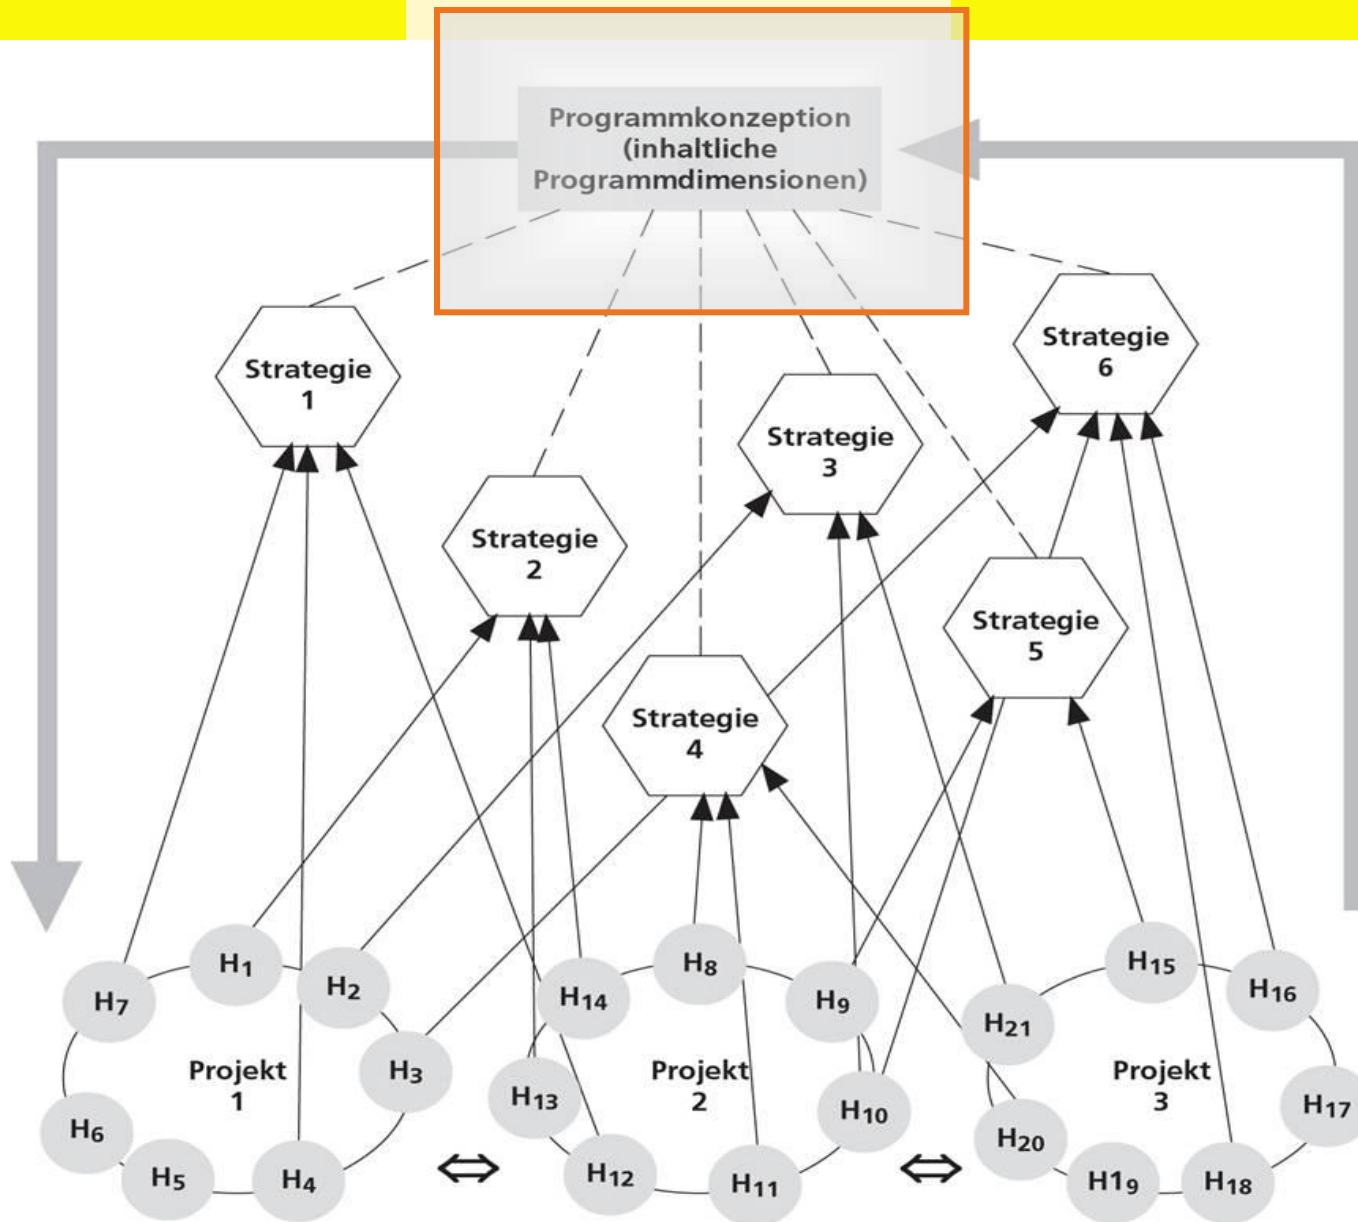 Programmkonzeption
(inhaltliche
Programmdimensionen)
Strategie
1
Strategie
2
Strategie
3
Strategie
4
Strategie
5
Strategie
6
H1
H2
H3
H4
H5
H6
H7
Projekt
1
H8
H9
H10
H11
H12
H13
H14
Projekt
2
H15
H16
H17
H18
H19
H20
H21
Projekt
3